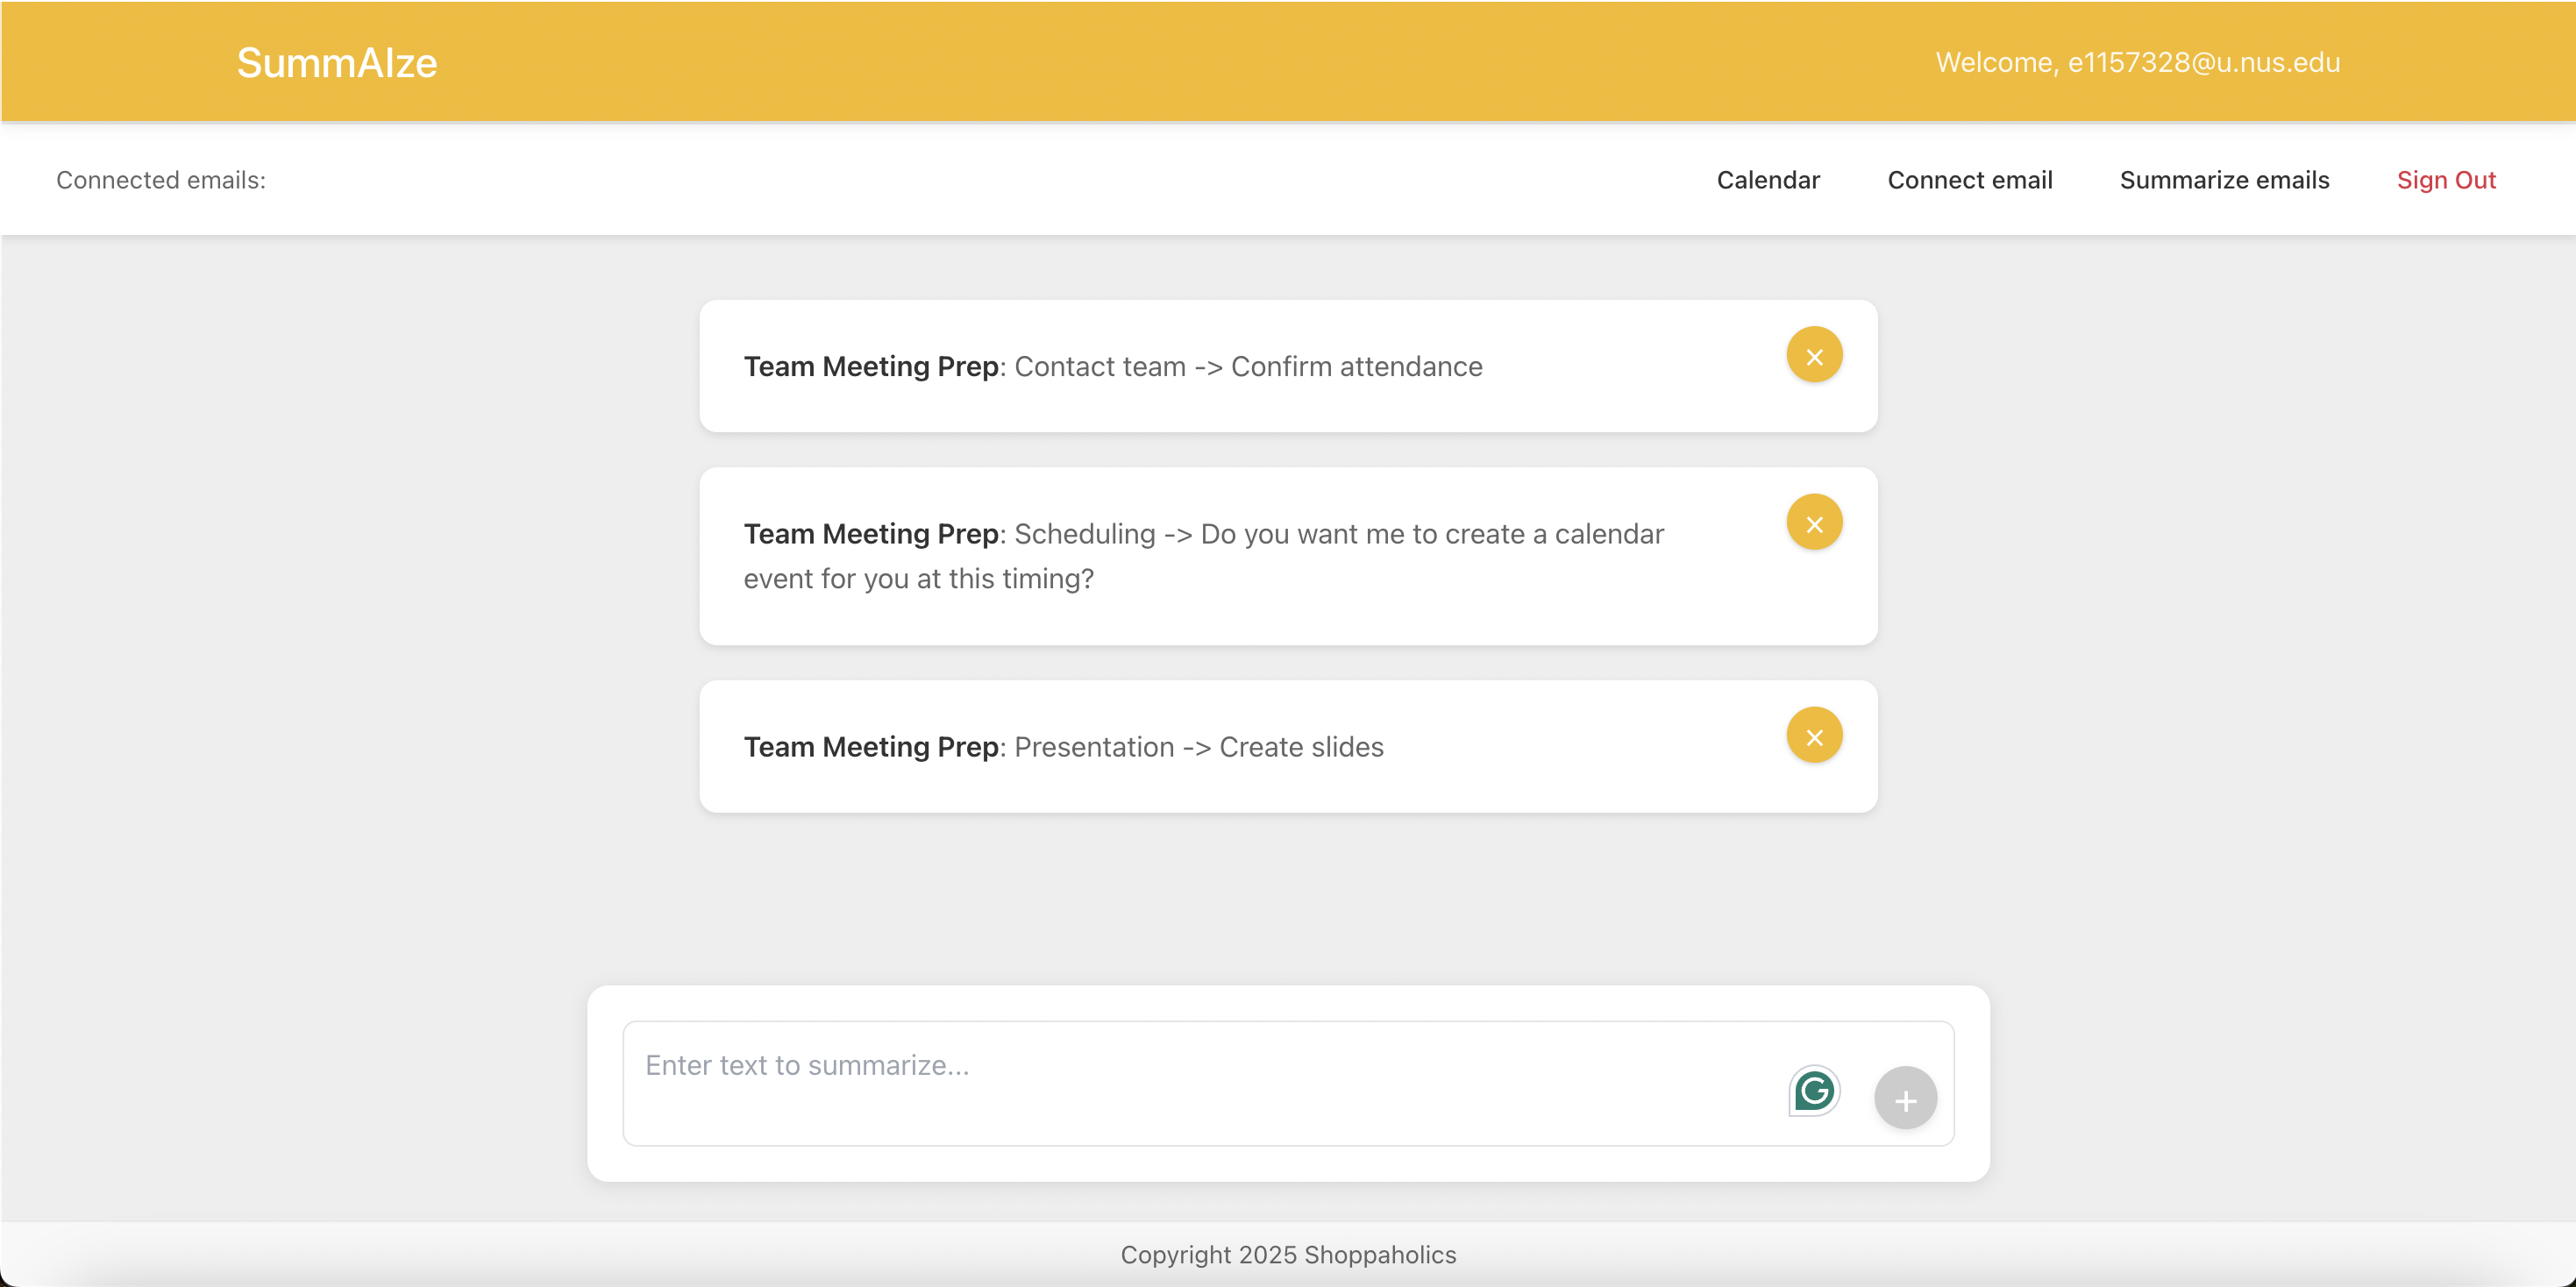 SummAIze
Welcome, e1157328@u.nus.edu
Connected emails:
Calendar
Connect email
Summarize emails
Sign Out
Team Meeting Prep: Contact team -> Confirm attendance
×
Team Meeting Prep: Scheduling -> Do you want me to create a calendar
event for you at this timing?
×
Team Meeting Prep: Presentation -> Create slides
×
Enter text to summarize...
G
+
Copyright 2025 Shoppaholics